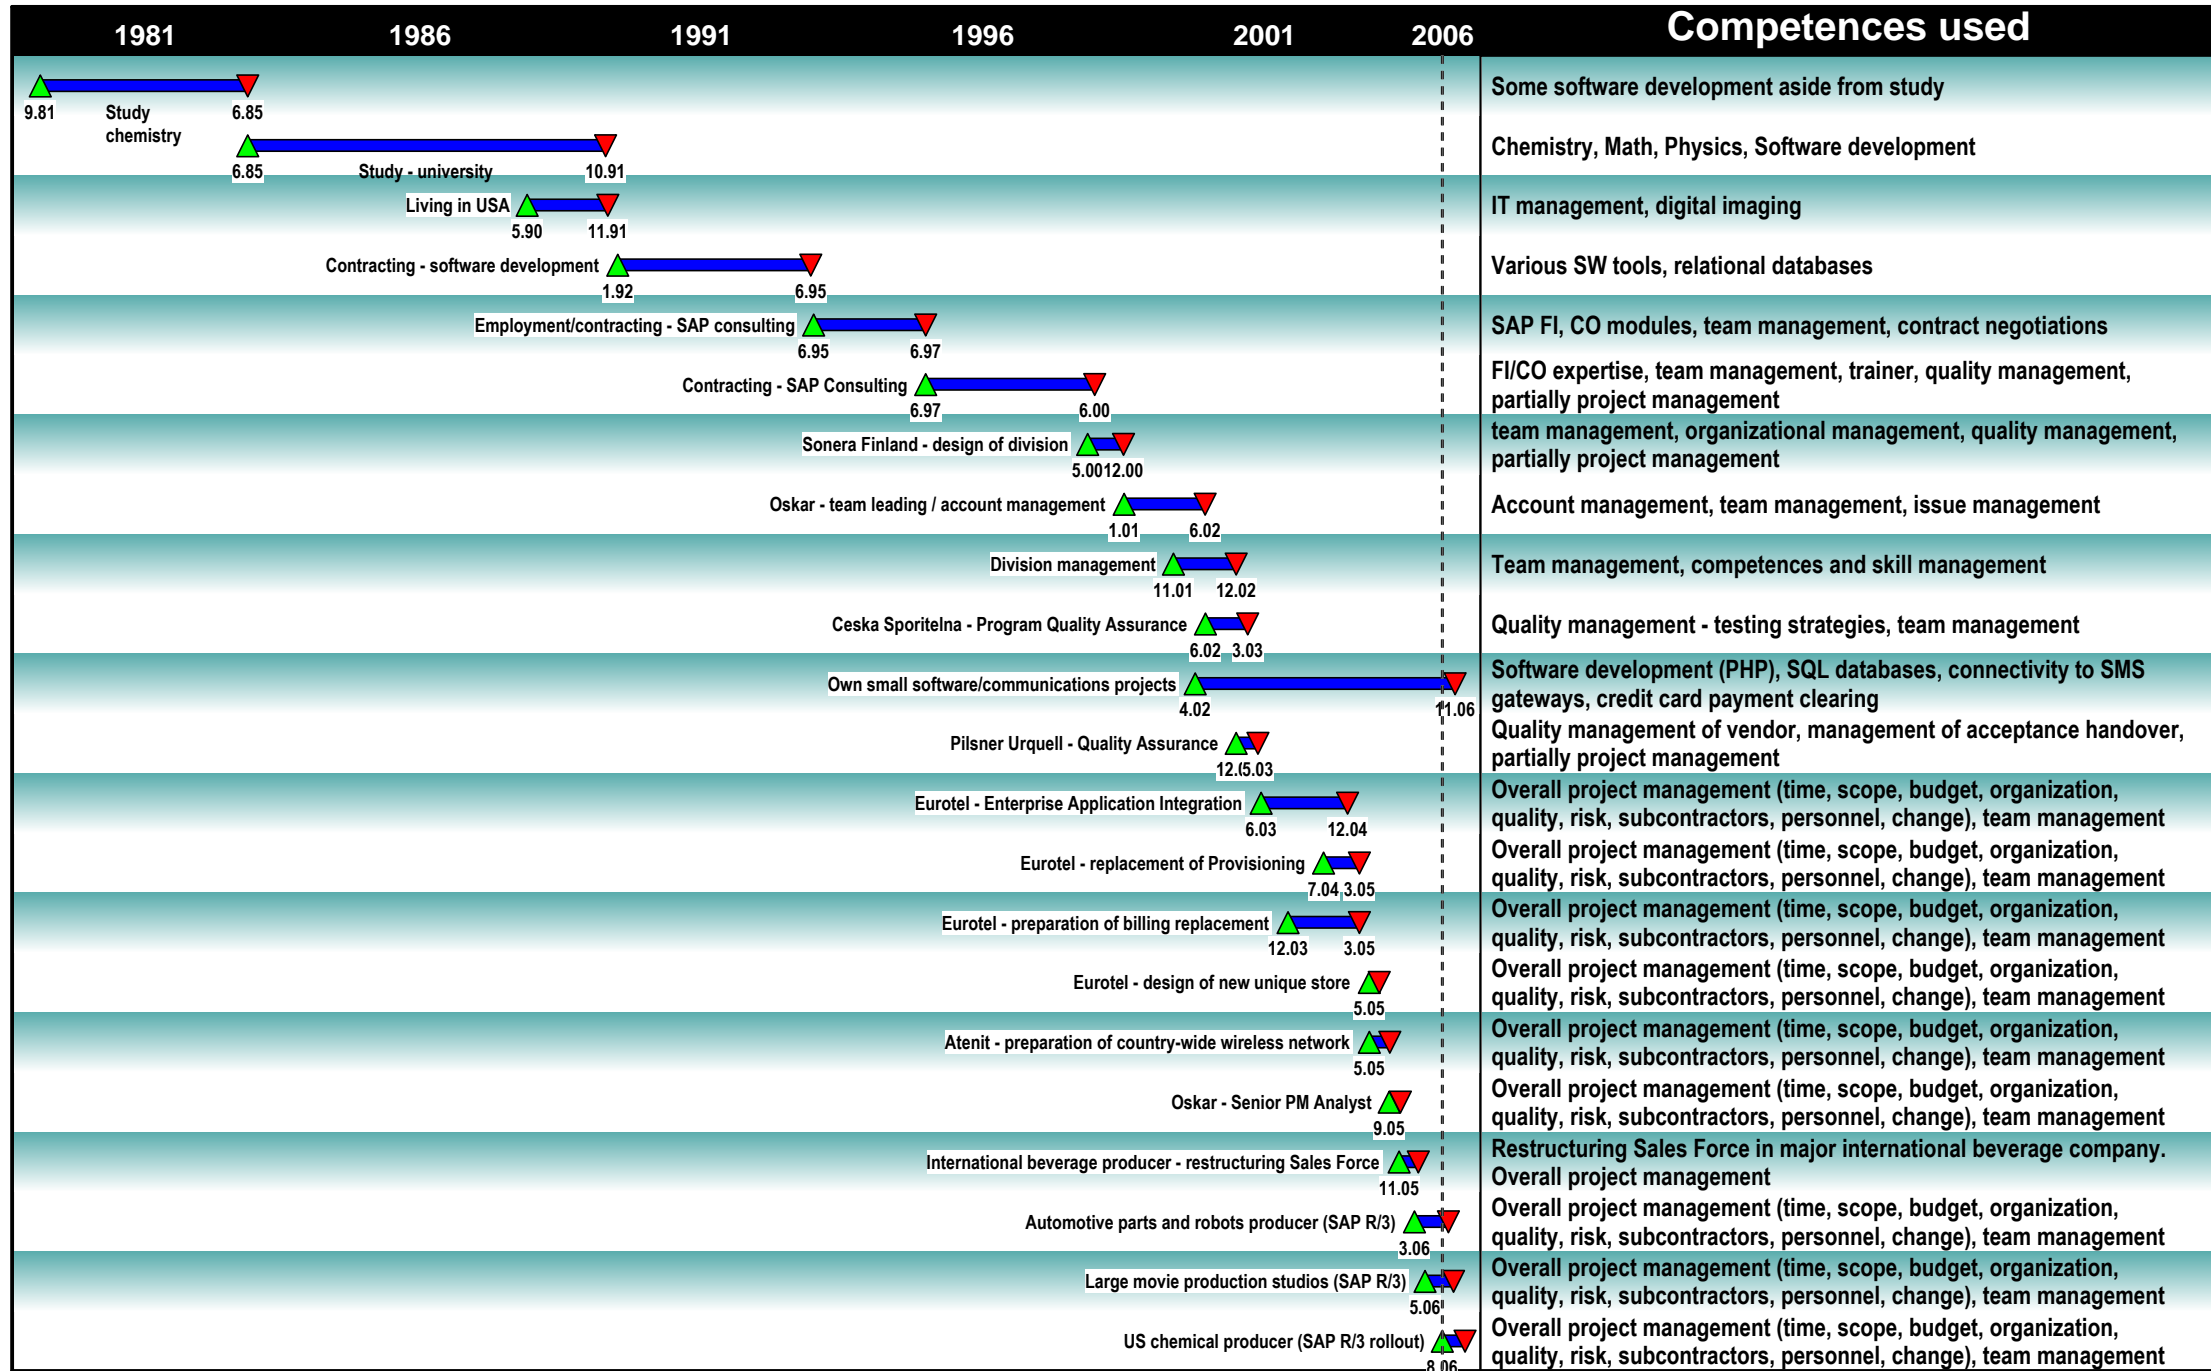 1981 1986 1991 1996 2001 2006 Competences used
Some software development aside from study
9.81 Study 6.85
chemistry
Chemistry, Math, Physics, Software development
6.85 Study - university 10.91
Living in USA
IT management, digital imaging
5.90 11.91
Contracting - software development
Various SW tools, relational databases
1.92 6.95
Employment/contracting - SAP consulting
SAP FI, CO modules, team management, contract negotiations
6.95 6.97
Contracting - SAP Consulting
FI/CO expertise, team management, trainer, quality management,
partially project management
6.97 6.00
Sonera Finland - design of division
team management, organizational management, quality management,
partially project management
5.00 12.00
Oskar - team leading / account management
Account management, team management, issue management
1.01 6.02
Division management
Team management, competences and skill management
11.01 12.02
Ceska Sporitelna - Program Quality Assurance
Quality management - testing strategies, team management
6.02 3.03
Own small software/communications projects
Software development (PHP), SQL databases, connectivity to SMS
gateways, credit card payment clearing
4.02 11.06
Pilsner Urquell - Quality Assurance
Quality management of vendor, management of acceptance handover,
partially project management
5.03
Eurotel - Enterprise Application Integration
Overall project management (time, scope, budget, organization,
quality, risk, subcontractors, personnel, change), team management
6.03 12.04
Eurotel - replacement of Provisioning
Overall project management (time, scope, budget, organization,
quality, risk, subcontractors, personnel, change), team management
7.04 3.05
Eurotel - preparation of billing replacement
Overall project management (time, scope, budget, organization,
quality, risk, subcontractors, personnel, change), team management
12.03 3.05
Eurotel - design of new unique store
Overall project management (time, scope, budget, organization,
quality, risk, subcontractors, personnel, change), team management
5.05
Atenit - preparation of country-wide wireless network
Overall project management (time, scope, budget, organization,
quality, risk, subcontractors, personnel, change), team management
5.05
Oskar - Senior PM Analyst
Overall project management (time, scope, budget, organization,
quality, risk, subcontractors, personnel, change), team management
9.05
International beverage producer - restructuring Sales Force
Restructuring Sales Force in major international beverage company.
Overall project management
11.05
Automotive parts and robots producer (SAP R/3)
Overall project management (time, scope, budget, organization,
quality, risk, subcontractors, personnel, change), team management
3.06
Large movie production studios (SAP R/3)
Overall project management (time, scope, budget, organization,
quality, risk, subcontractors, personnel, change), team management
5.06
US chemical producer (SAP R/3 rollout)
Overall project management (time, scope, budget, organization,
quality, risk, subcontractors, personnel, change), team management
8.06